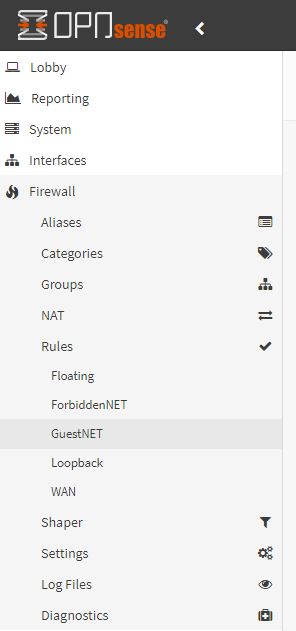 OPNsense®
Lobby
Reporting
System
Interfaces
Firewall
Aliases
Categories
Groups
NAT
Rules
Floating
ForbiddenNET
GuestNET
Loopback
WAN
Shaper
Settings
Log Files
Diagnostics